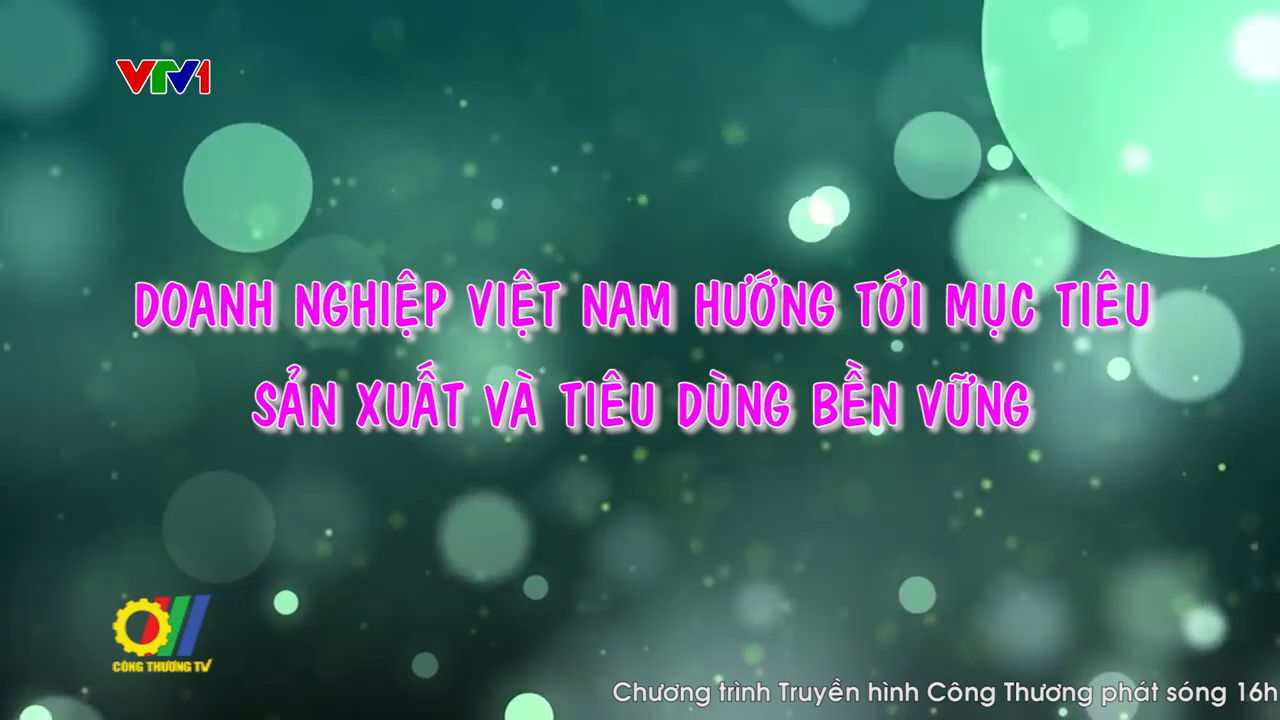 VTV1
DOANH NGHIỆP VIỆT NAM HƯỚNG TỚI MỤC TIÊU
SẢN XUẤT VÀ TIÊU DÙNG BỀN VỮNG
CÔNG THƯƠNG TV
Chương trình Truyền hình Công Thương phát sóng 16h